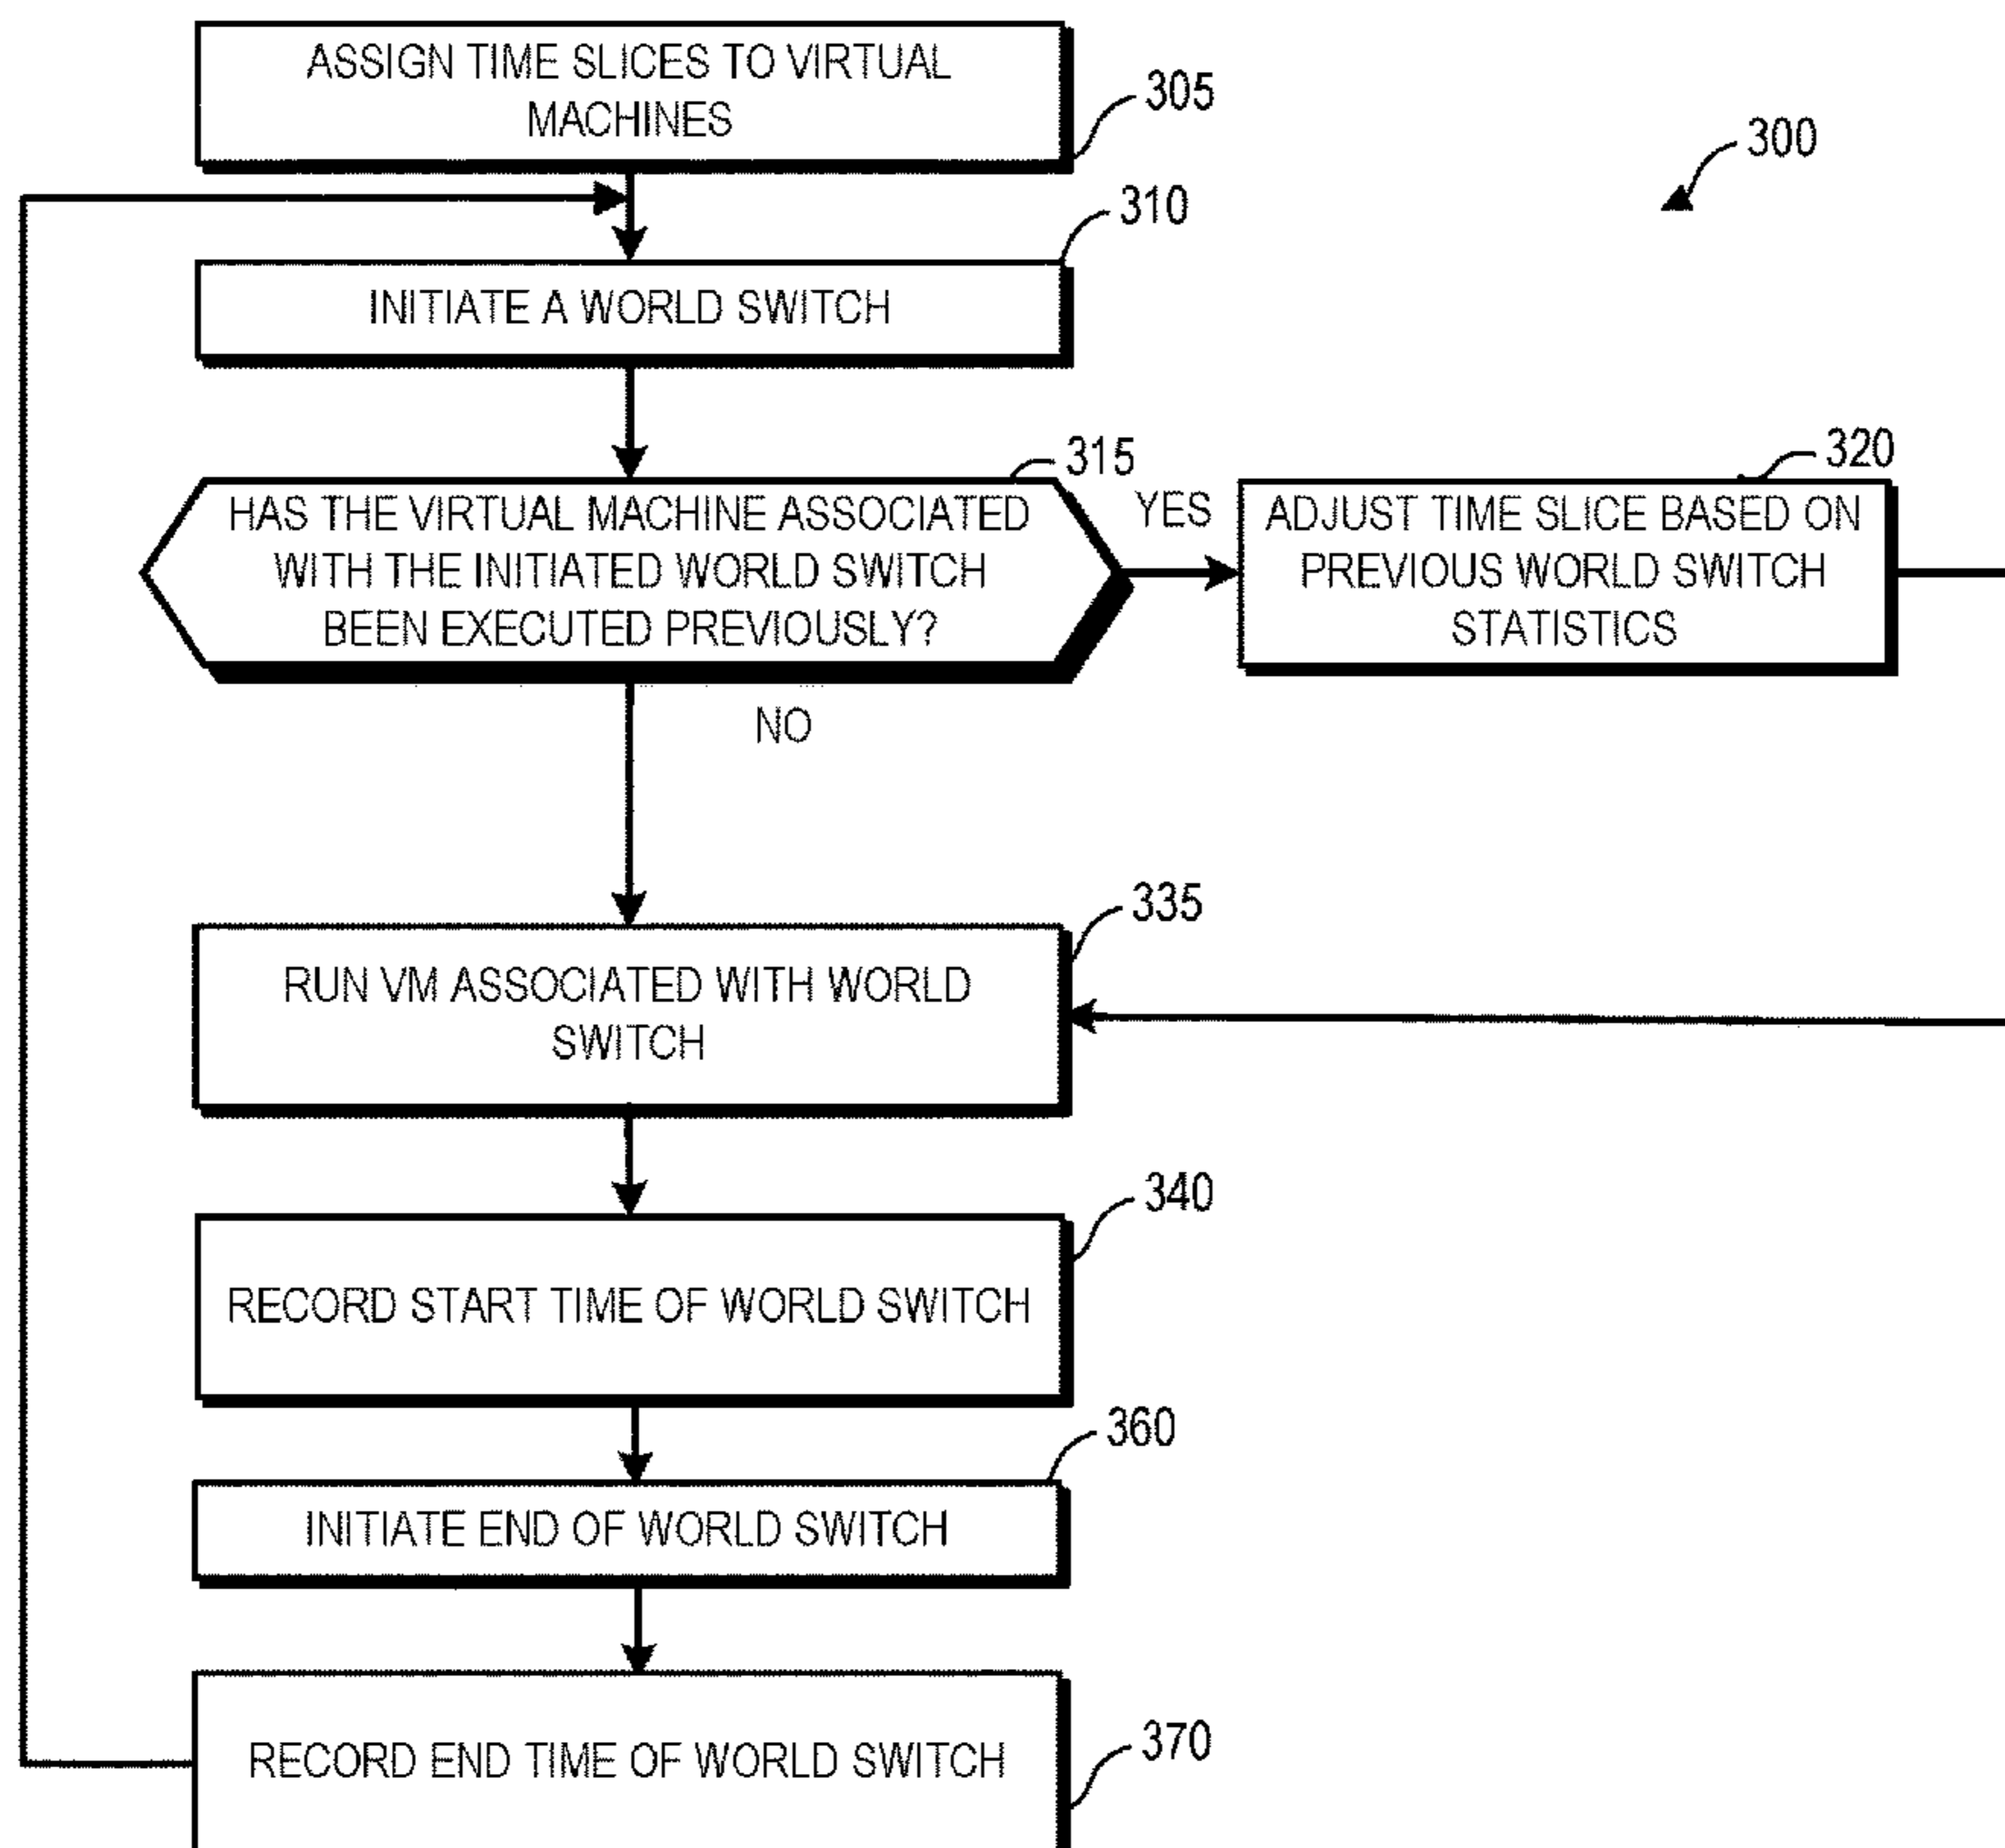 ASSIGN TIME SLICES TO VIRTUAL
MACHINES
305
300
310
INITIATE A WORLD SWITCH
315
HAS THE VIRTUAL MACHINE ASSOCIATED
WITH THE INITIATED WORLD SWITCH
BEEN EXECUTED PREVIOUSLY?
YES
320
ADJUST TIME SLICE BASED ON
PREVIOUS WORLD SWITCH
STATISTICS
NO
335
RUN VM ASSOCIATED WITH WORLD
SWITCH
340
RECORD START TIME OF WORLD SWITCH
360
INITIATE END OF WORLD SWITCH
370
RECORD END TIME OF WORLD SWITCH